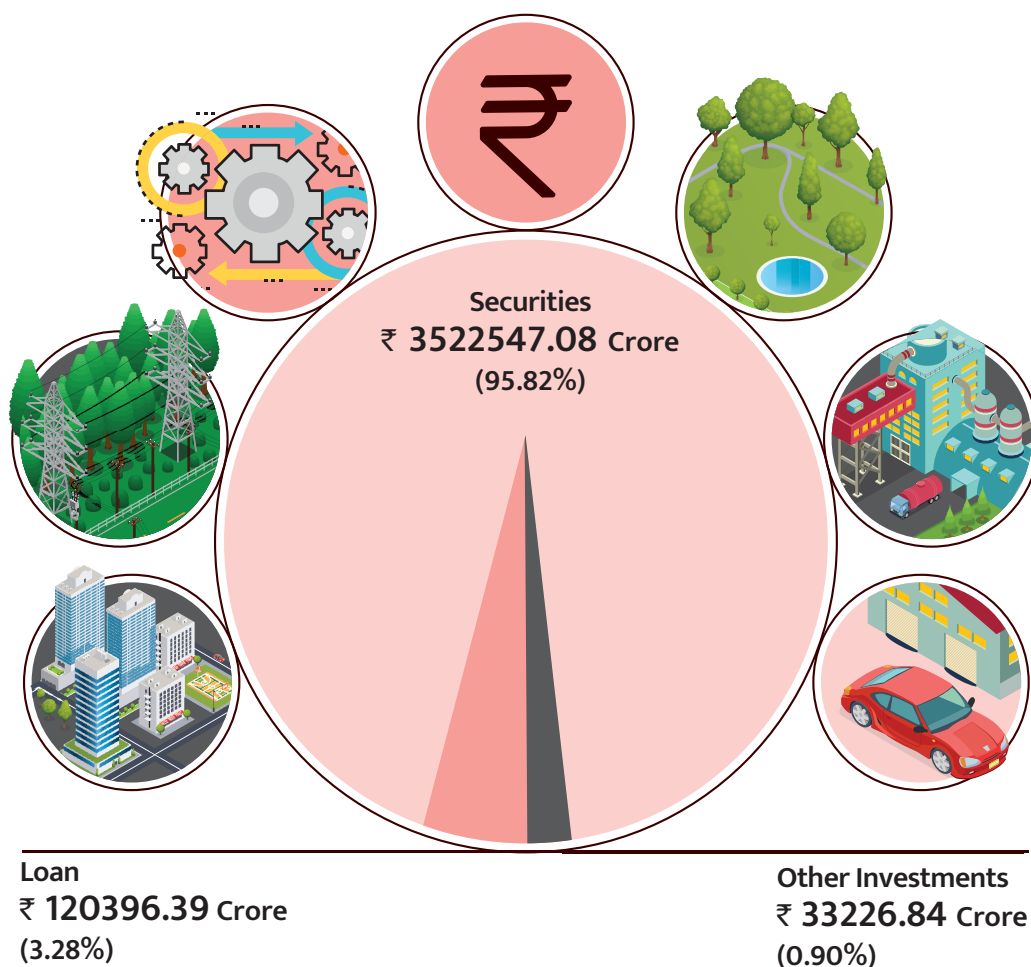 ₹
Securities
₹ 3522547.08 Crore
(95.82%)
Loan
₹ 120396.39 Crore
(3.28%)
Other Investments
₹ 33226.84 Crore
(0.90%)